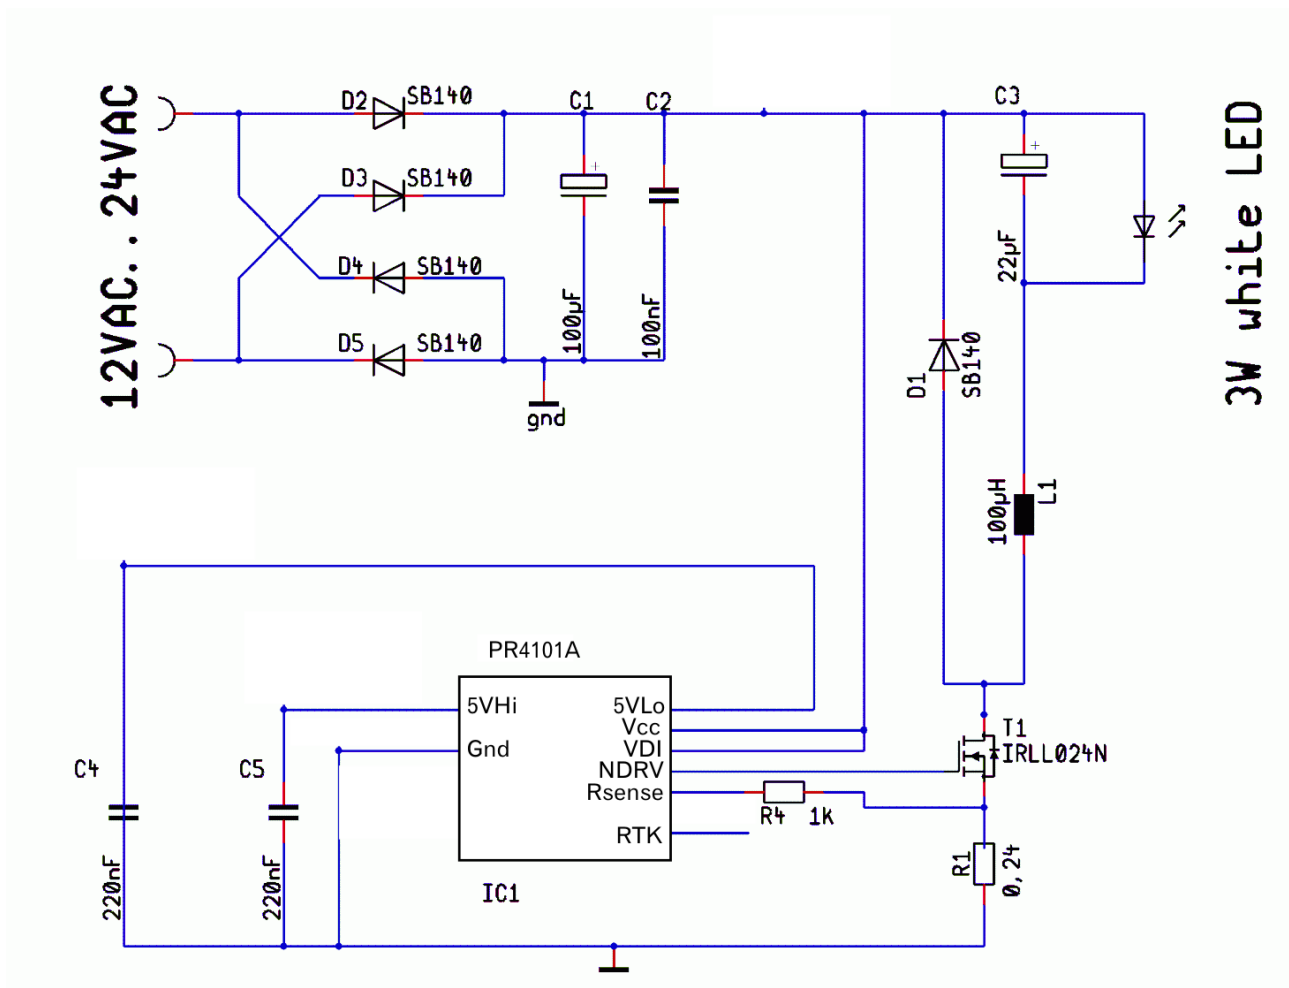 12VAC..24VAC
D2
SB140
D3
SB140
D4
SB140
D5
SB140
C1
+
100µF
C2
100nF
gnd
C3
+
22µF
3W white LED
D1
SB140
100µH
L1
PR4101A
5VHi
Gnd
5VLo
Vcc
VDI
NDRV
Rsense
RTK
IC1
C4
220nF
C5
220nF
R4
1K
T1
IRLL024N
R1
0,24